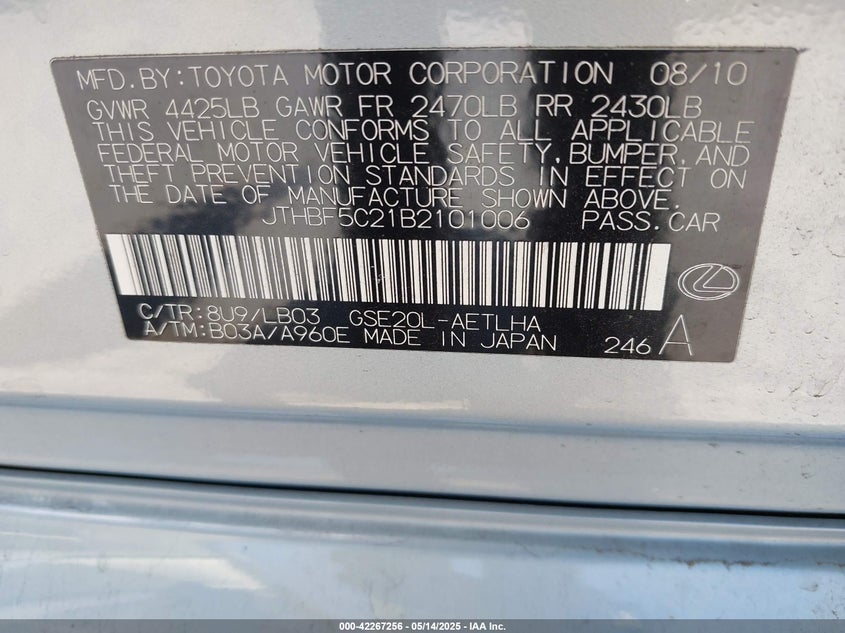 MFD.BY:TOYOTA MOTOR CORPORATION 08/10
GVWR 4425LB GAWR FR 2470LB RR 2430LB
THIS VEHICLE CONFORMS TO ALL APPLICABLE
FEDERAL MOTOR VEHICLE SAFETY,BUMPER,AND
THEFT PREVENTION STANDARDS IN EFFECT ON
THE DATE OF MANUFACTURE SHOWN ABOVE.
JTHBF5C21B2101006 PASS.CAR
C/TR:8U9/LB03 GSE20L-AETLHA
A/TM:B03A/A960E MADE IN JAPAN 246 A
000-42267256 - 05/14/2025 - IAA Inc.